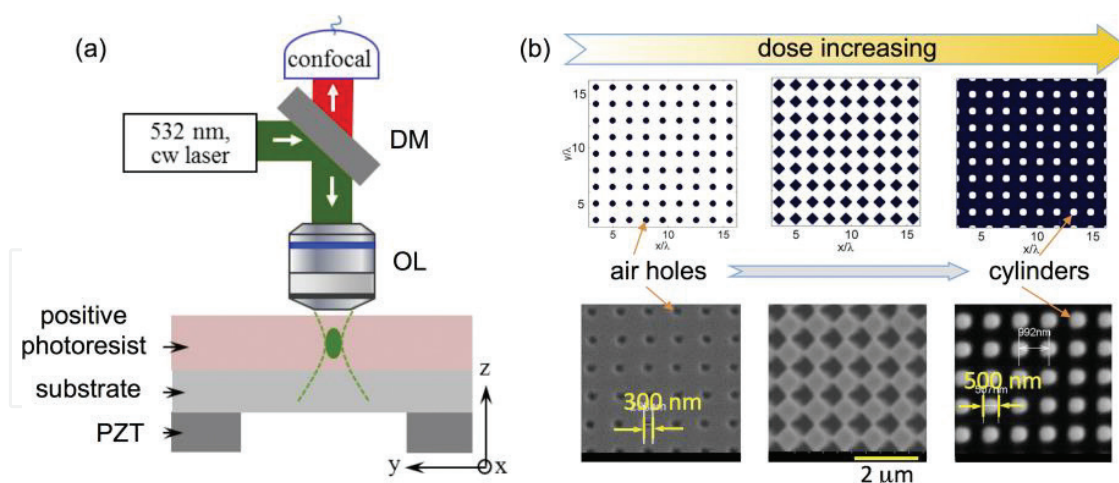 (a)
confocal
532 nm,
cw laser
DM
OL
positive
photoresist
substrate
PZT
z
y
x
(b)
dose increasing
15
10
5
y/λ
5 10 15
x/λ
5 10 15
x/λ
5 10 15
x/λ
air holes
cylinders
300 nm
2 μm
992nm
500 nm